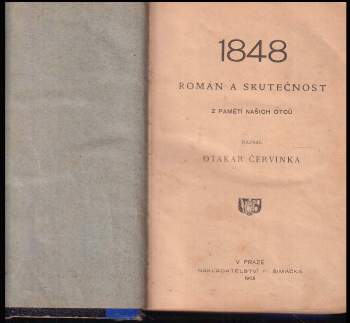 1848
ROMÁN A SKUTEČNOST
Z PAMĚTÍ NAŠICH OTCŮ
NAPSAL
OTAKAR ČERVINKA
V PRAZE
NAKLADATELSTVÍ F. ŠIMÁČKA